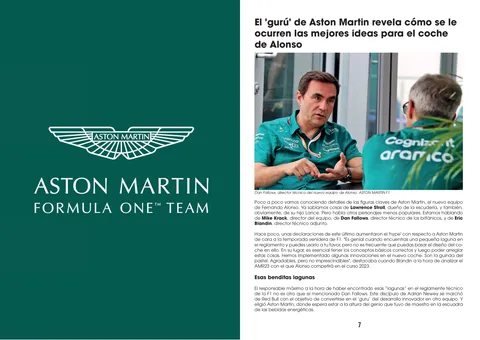 ASTON MARTIN
ASTON MARTIN
FORMULA ONE™ TEAM
El 'gurú' de Aston Martin revela cómo se le
ocurren las mejores ideas para el coche
de Alonso
Cognizant
aramco
Dan Fallows, director técnico del nuevo equipo de Alonso. ASTON MARTIN F1
Poco a poco vamos conociendo detalles de las figuras claves de Aston Martin, el nuevo equipo
de Fernando Alonso. Ya sabíamos cosas de Lawrence Stroll, dueño de la escudería, y también,
obviamente, de su hijo Lance. Pero había otros personajes menos populares. Estamos hablando
de Mike Krack, director del equipo, de Dan Fallows, director técnico de los británicos, y de Eric
Blandin, director técnico adjunto.
Hace poco, unas declaraciones de este último aumentaron el 'hype' con respecto a Aston Martin
de cara a la temporada venidera de F1. "Es genial cuando encuentras una pequeña laguna en
el reglamento y puedes usarla a tu favor, pero no es frecuente que puedas basar el diseño del co-
che en ello. En su lugar, es esencial tener los conceptos básicos correctos y luego poder arreglar
estas cosas. Hemos implementado algunas innovaciones en el nuevo coche. Son la guinda del
pastel. Agradables, pero no imprescindibles", destacaba cuando Blandin a la hora de analizar el
AMR23 con el que Alonso competirá en el curso 2023.
Esas benditas lagunas
El responsable máximo a la hora de haber encontrado esas "lagunas" en el reglamento técnico
de la F1 no es otro que el mencionado Dan Fallows. Este discípulo de Adrian Newey se marchó
de Red Bull con el objetivo de convertirse en el 'guru' del desarrollo innovador en otro equipo. Y
eligió Aston Martin, donde espera estar a la altura del genio que tuvo de maestro en la escuadra
de las bebidas energéticas.
7